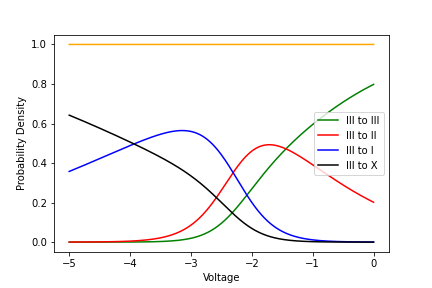 1.0
0.8
0.6
0.4
0.2
0.0
Probability Density
III to III
III to II
III to I
III to X
−5 −4 −3 −2 −1 0
Voltage